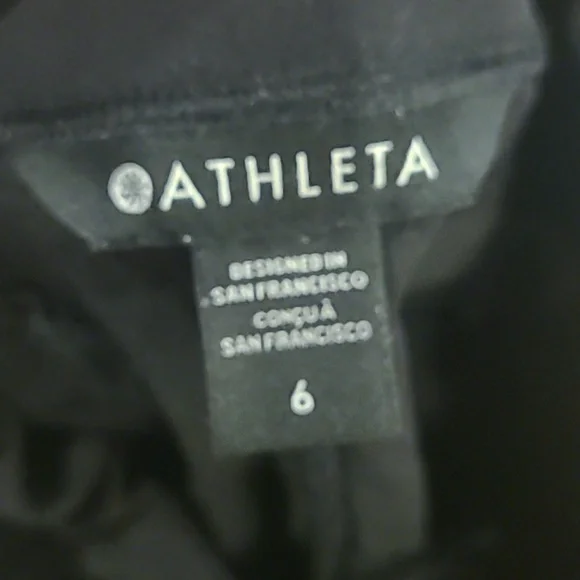 ATHLETA
DESIGNED IN
SAN FRANCISCO
CONÇU À
SAN FRANCISCO
6